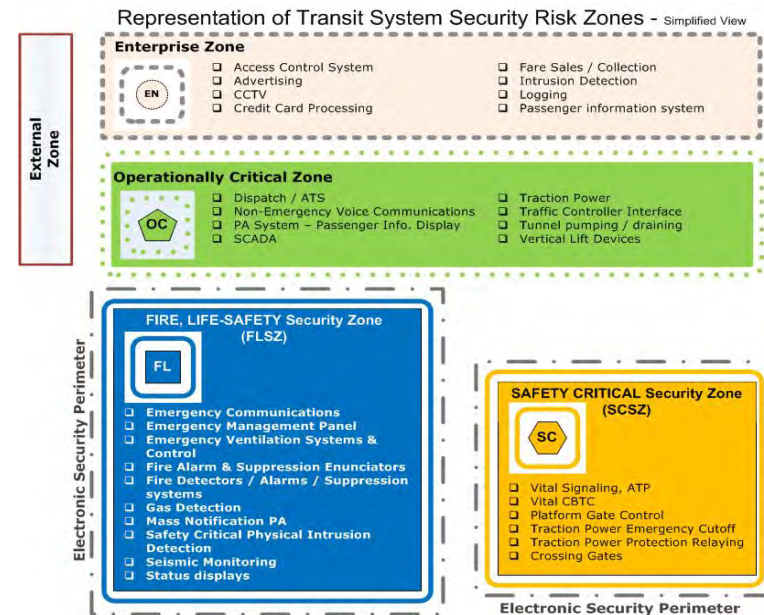 Representation of Transit System Security Risk Zones - Simplified View
External
Zone
Enterprise Zone
EN
Access Control System
Advertising
CCTV
Credit Card Processing
Fare Sales / Collection
Intrusion Detection
Logging
Passenger information system
Operationally Critical Zone
OC
Dispatch / ATS
Non-Emergency Voice Communications
PA System – Passenger Info. Display
SCADA
Traction Power
Traffic Controller Interface
Tunnel pumping / draining
Vertical Lift Devices
Electronic Security Perimeter
FIRE, LIFE-SAFETY Security Zone
(FLSZ)
FL
Emergency Communications
Emergency Management Panel
Emergency Ventilation Systems &
Control
Fire Alarm & Suppression Enunciators
Fire Detectors / Alarms / Suppression
systems
Gas Detection
Mass Notification PA
Safety Critical Physical Intrusion
Detection
Seismic Monitoring
Status displays
SAFETY CRITICAL Security Zone
(SCSZ)
SC
Vital Signaling, ATP
Vital CBTC
Platform Gate Control
Traction Power Emergency Cutoff
Traction Power Protection Relaying
Crossing Gates
Electronic Security Perimeter